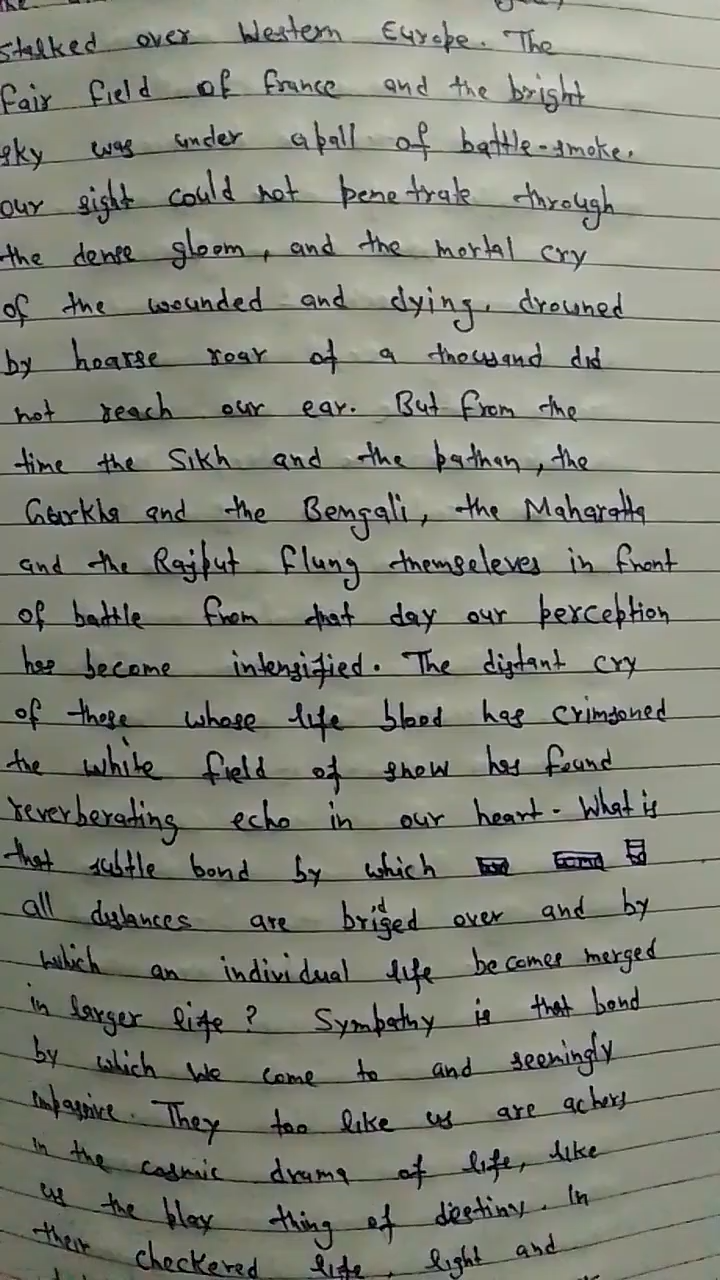 stalked over Western Europe. The
fair field of france and the bright
sky was under a pall of battle-smoke.
our sight could not penetrate through
the dense gloom, and the mortal cry
of the wounded and dying, drowned
by hoarse roar of a thousand did
not reach our ear. But from the
time the Sikh and the pathan, the
Gorkha and the Bengali, the Maharatta
and the Rajput flung themseleves in front
of battle from that day our perception
has become intensified. The distant cry
of those whose life blood has crimsoned
the white field of snow has found
reverberating echo in our heart. What is
that subtle bond by which
all distances are bridged over and by
which an individual life becomes merged
in larger life? Sympathy is that bond
by which we come to and seemingly
impassive. They too like us are actors
in the cosmic drama of life, like
us the play thing of destiny. In
their checkered life, light and